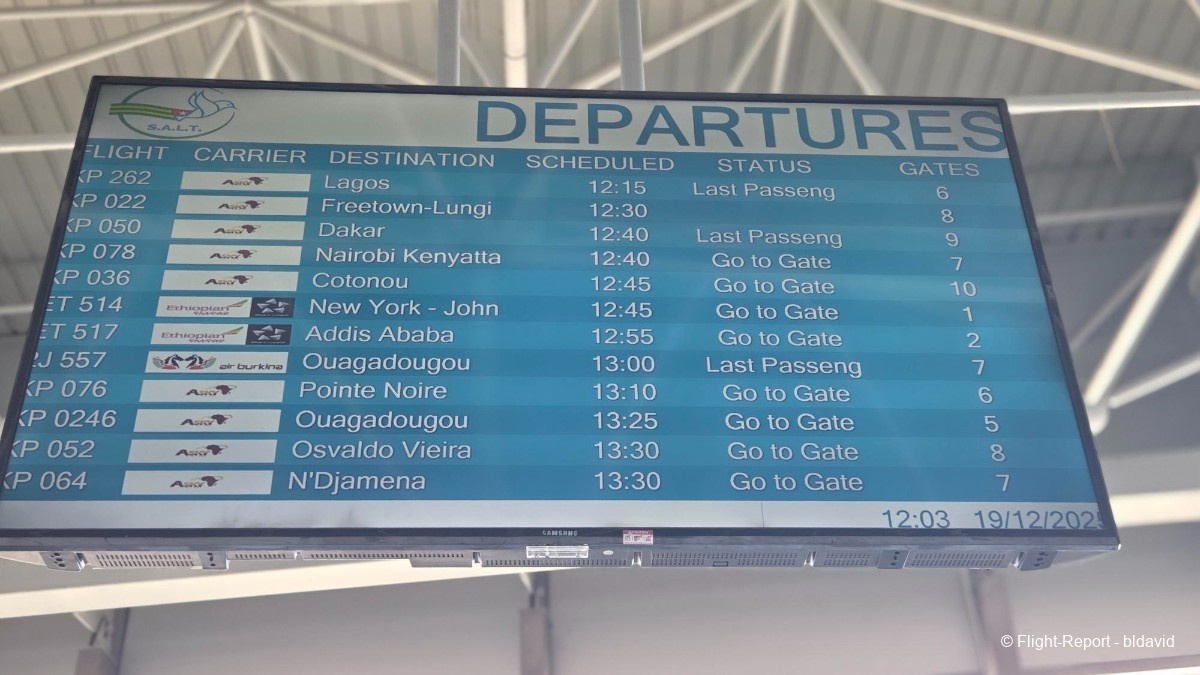 S.A.L.T.
DEPARTURES
FLIGHT CARRIER DESTINATION SCHEDULED STATUS GATES
KP 262 Lagos 12:15 Last Passeng 6
KP 022 Freetown-Lungi 12:30 8
KP 050 Dakar 12:40 Last Passeng 9
KP 078 Nairobi Kenyatta 12:40 Go to Gate 7
KP 036 Cotonou 12:45 Go to Gate 10
ET 514 Ethiopian New York - John 12:45 Go to Gate 1
ET 517 Ethiopian Addis Ababa 12:55 Go to Gate 2
2J 557 air burkina Ouagadougou 13:00 Last Passeng 7
KP 076 Pointe Noire 13:10 Go to Gate 6
KP 0246 Ouagadougou 13:25 Go to Gate 5
KP 052 Osvaldo Vieira 13:30 Go to Gate 8
KP 064 N'Djamena 13:30 Go to Gate 7
12:03 19/12/2025
SAMSUNG
© Flight-Report - bldavid